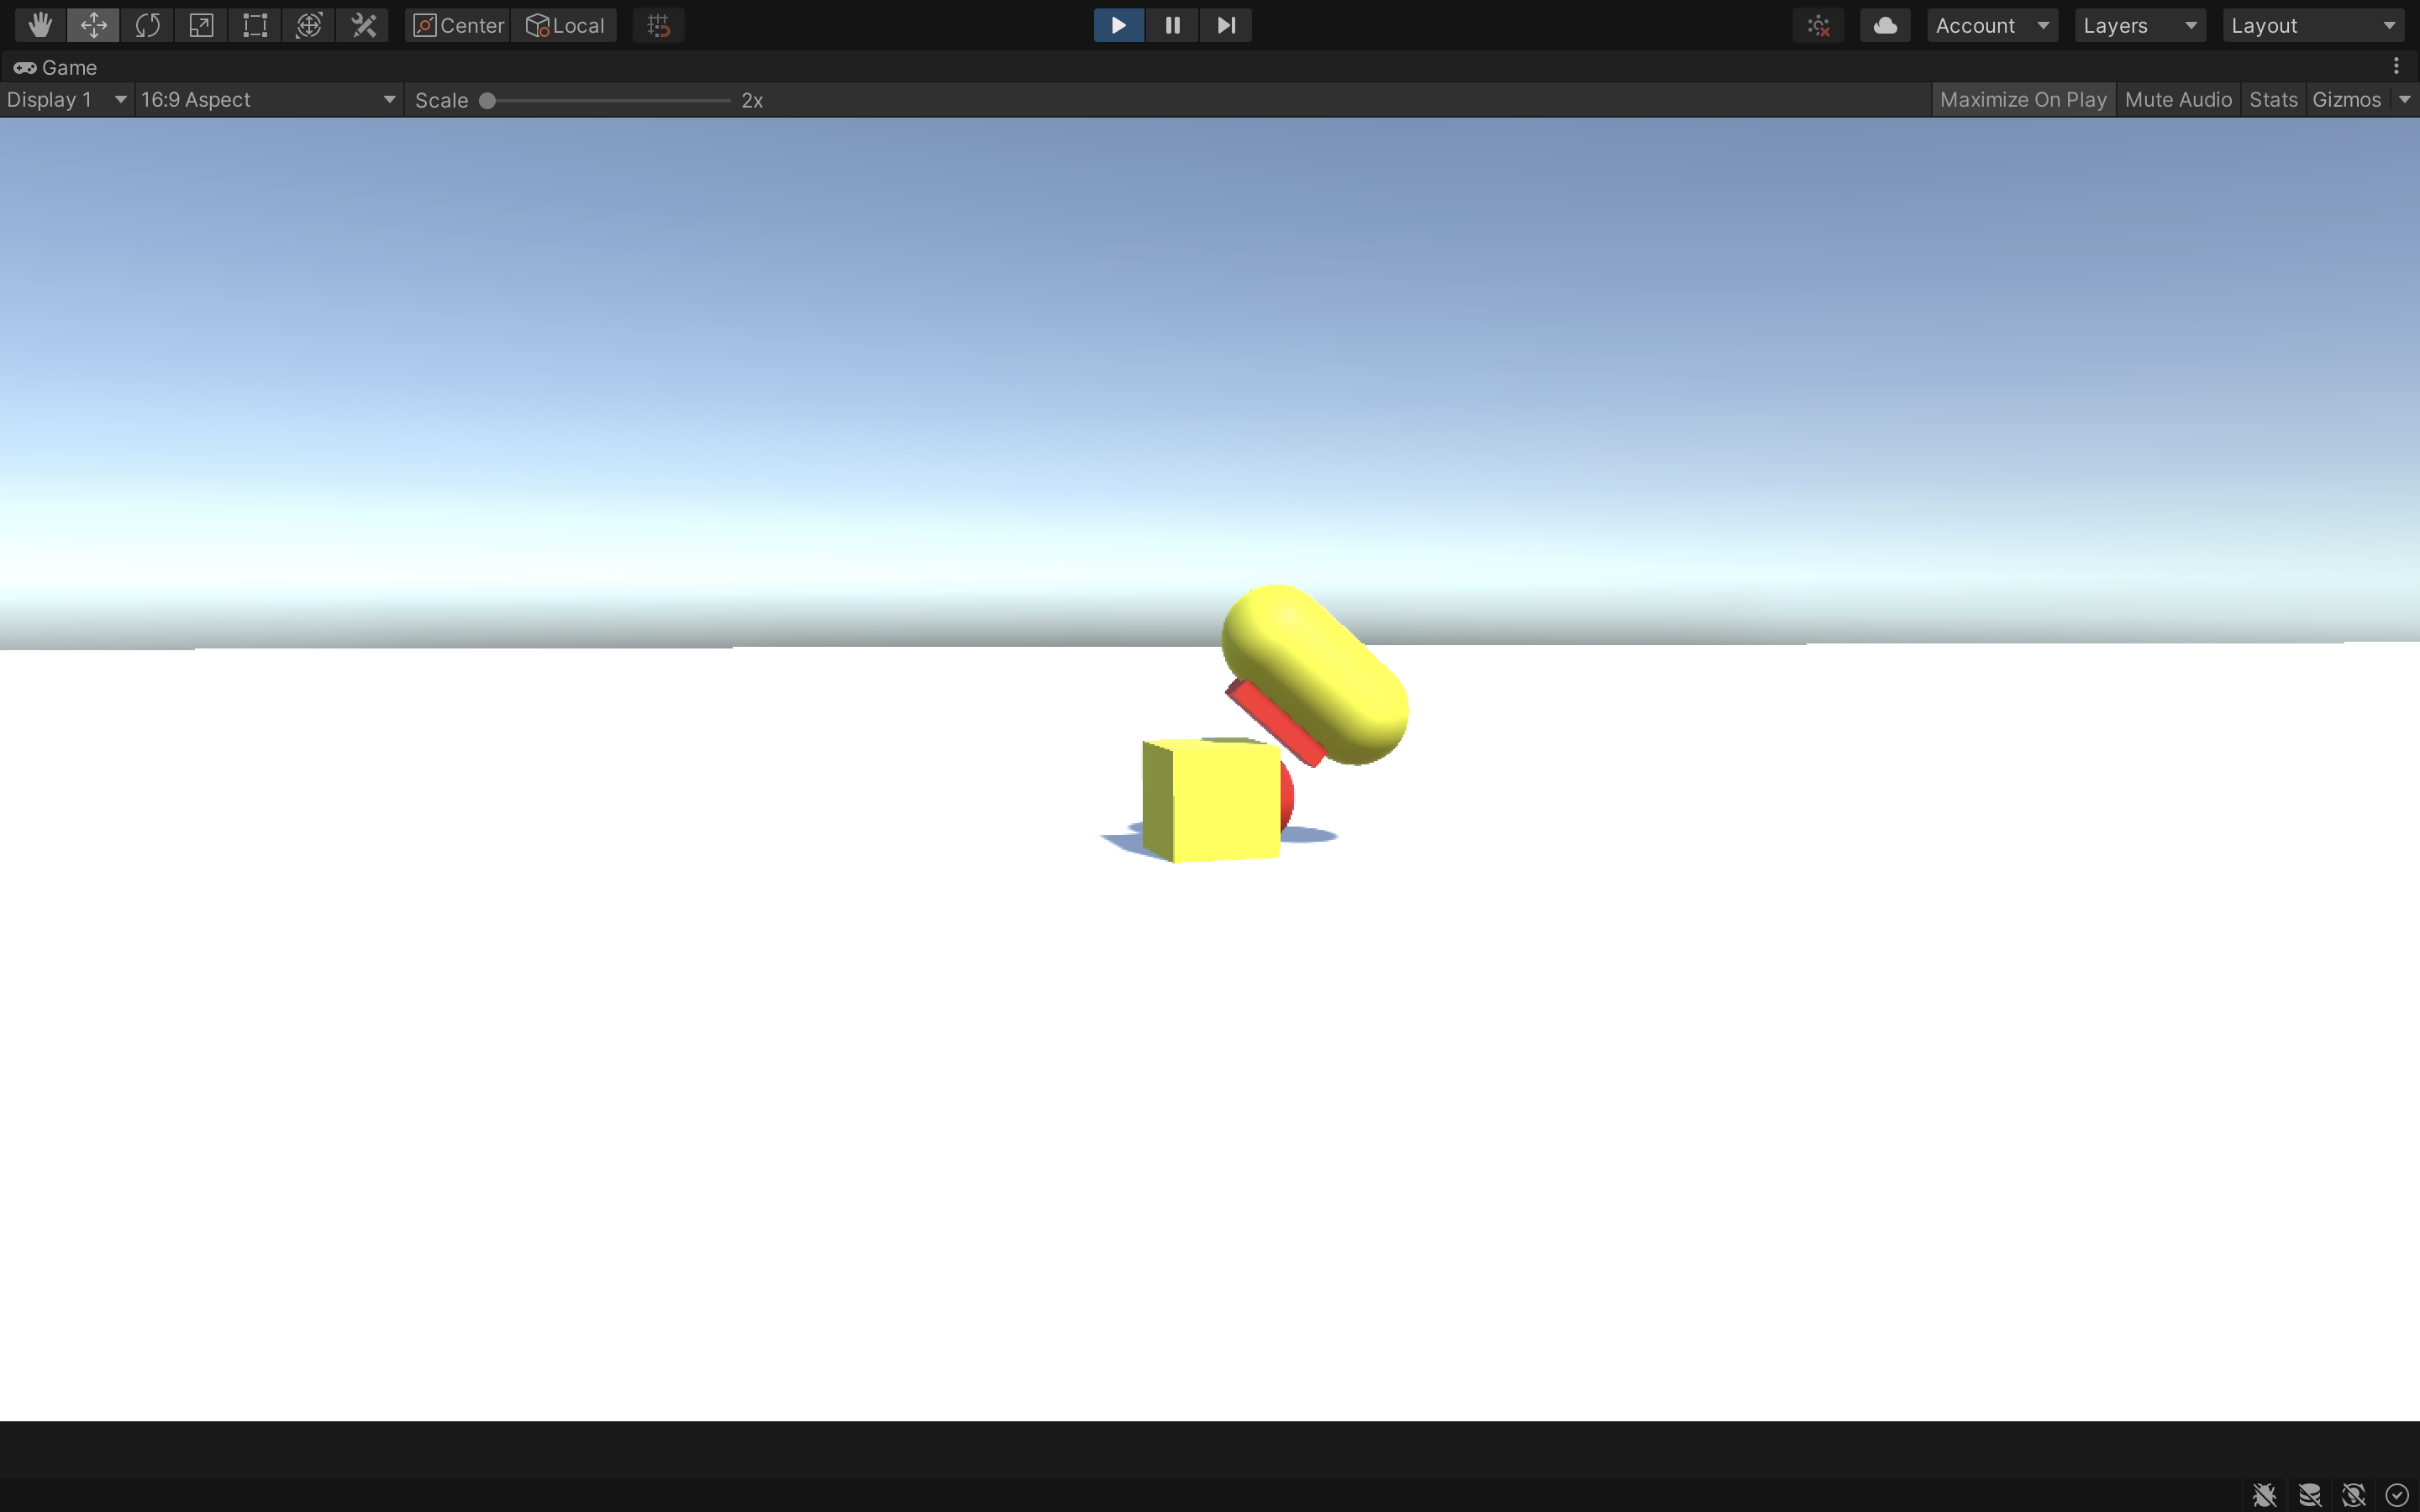 Center Local Account Layers Layout
Game
Display 1 16:9 Aspect Scale 2x Maximize On Play Mute Audio Stats Gizmos